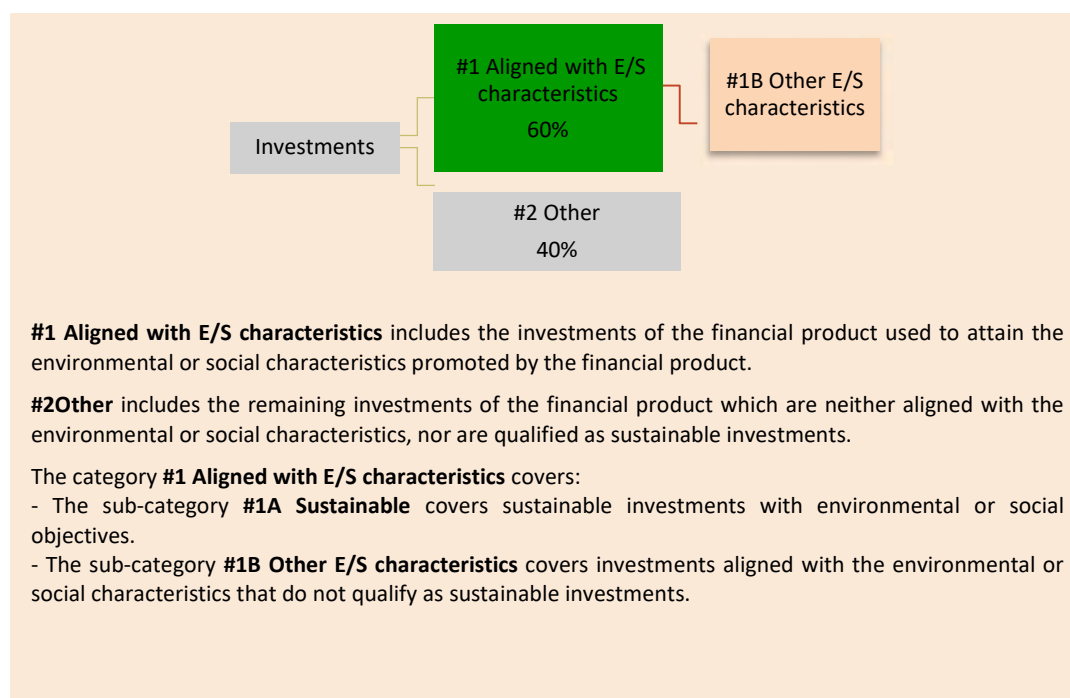 #1 Aligned with E/S
characteristics
60%
#1B Other E/S
characteristics
Investments
#2 Other
40%
#1 Aligned with E/S characteristics includes the investments of the financial product used to attain the
environmental or social characteristics promoted by the financial product.
#2Other includes the remaining investments of the financial product which are neither aligned with the
environmental or social characteristics, nor are qualified as sustainable investments.
The category #1 Aligned with E/S characteristics covers:
- The sub-category #1A Sustainable covers sustainable investments with environmental or social
objectives.
- The sub-category #1B Other E/S characteristics covers investments aligned with the environmental or
social characteristics that do not qualify as sustainable investments.